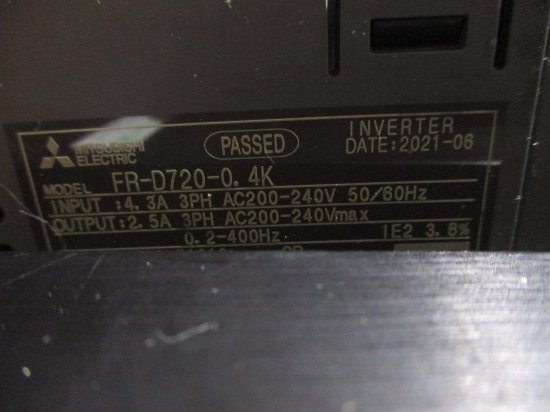 MITSUBISHI
ELECTRIC
PASSED
INVERTER
DATE:2021-06
MODEL FR-D720-0.4K
INPUT :4.3A 3PH AC200-240V 50/60Hz
OUTPUT:2.5A 3PH AC200-240Vmax
0.2-400Hz 1E2 3.6%